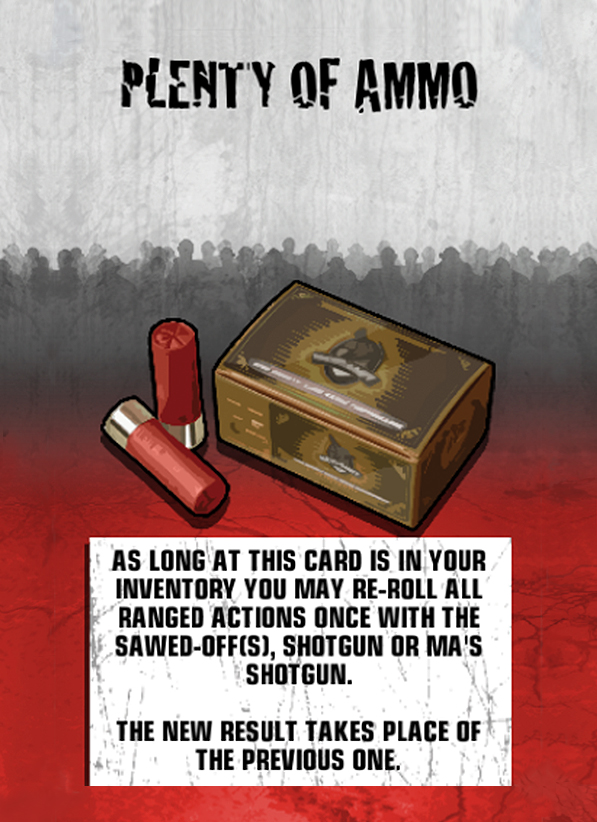 PLENTY OF AMMO
AS LONG AT THIS CARD IS IN YOUR
INVENTORY YOU MAY RE-ROLL ALL
RANGED ACTIONS ONCE WITH THE
SAWED-OFF(S), SHOTGUN OR MA'S
SHOTGUN.
THE NEW RESULT TAKES PLACE OF
THE PREVIOUS ONE.